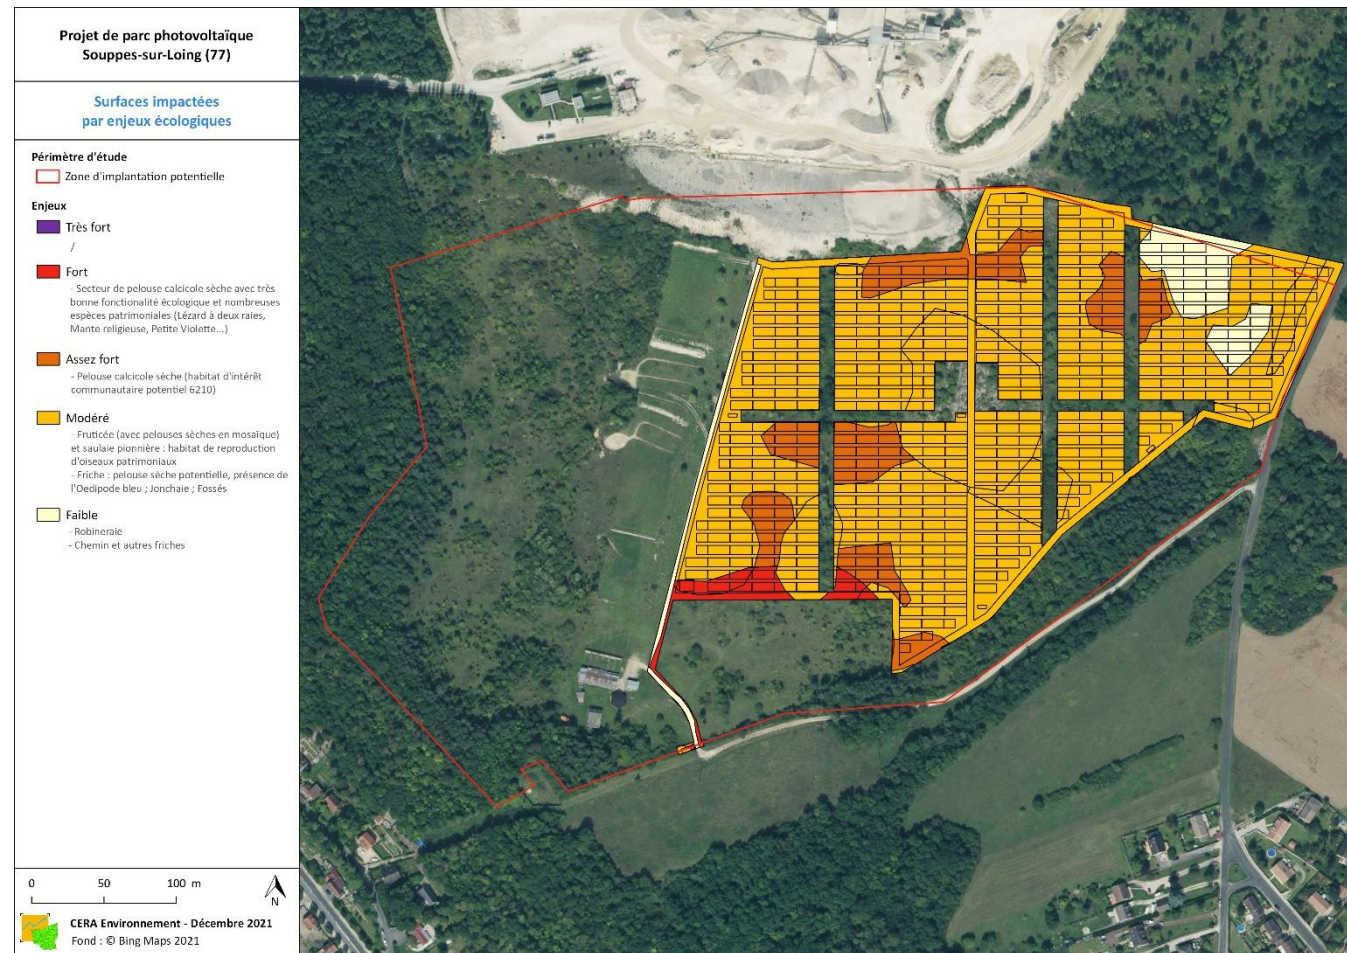 Projet de parc photovoltaïque
Souppes-sur-Loing (77)
Surfaces impactées
par enjeux écologiques
Périmètre d'étude
Zone d'implantation potentielle
Enjeux
Très fort
/
Fort
- Secteur de pelouse calcicole sèche avec très
bonne fonctionalité écologique et nombreuses
espèces patrimoniales (Lézard à deux raies,
Mante religieuse, Petite Violette...)
Assez fort
- Pelouse calcicole sèche (habitat d'intérêt
communautaire potentiel 6210)
Modéré
- Fruticée (avec pelouses sèches en mosaïque)
et saulaie pionnière : habitat de reproduction
d'oiseaux patrimoniaux
- Friche : pelouse sèche potentielle, présence de
l'Oedipode bleu ; Jonchaie ; Fossés
Faible
- Robineraie
- Chemin et autres friches
0 50 100 m
N
CERA Environnement - Décembre 2021
Fond : © Bing Maps 2021